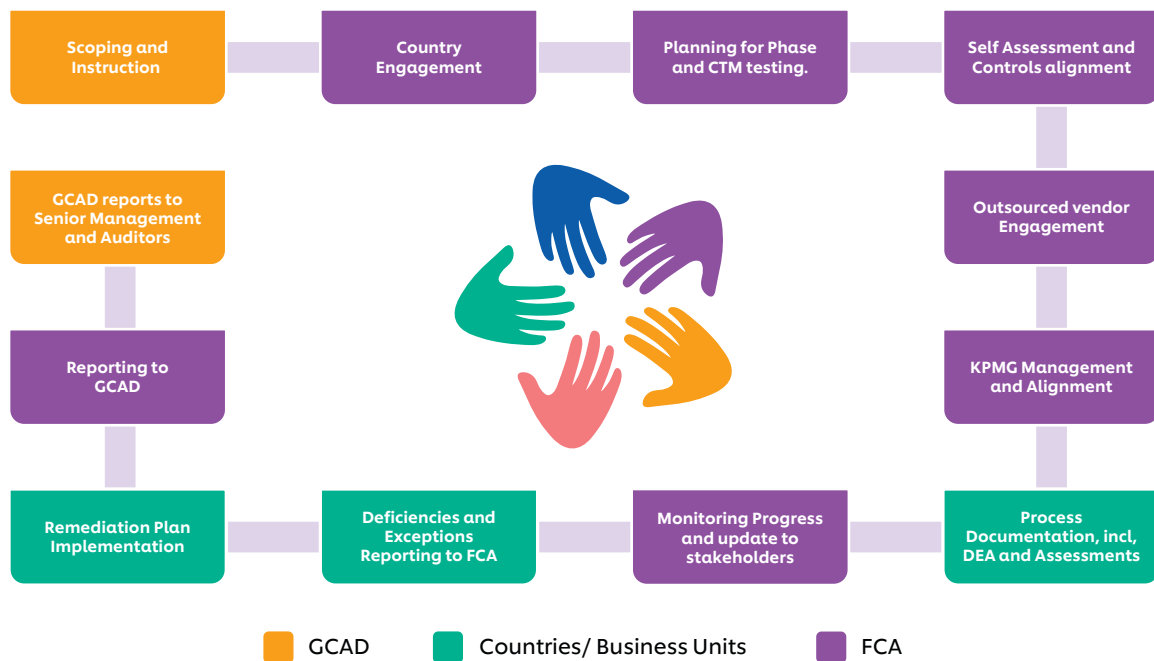 Scoping and
Instruction
Country
Engagement
Planning for Phase
and CTM testing.
Self Assessment and
Controls alignment
GCAD reports to
Senior Management
and Auditors
Outsourced vendor
Engagement
Reporting to
GCAD
KPMG Management
and Alignment
Remediation Plan
Implementation
Deficiencies and
Exceptions
Reporting to FCA
Monitoring Progress
and update to
stakeholders
Process
Documentation, incl,
DEA and Assessments
GCAD
Countries/ Business Units
FCA